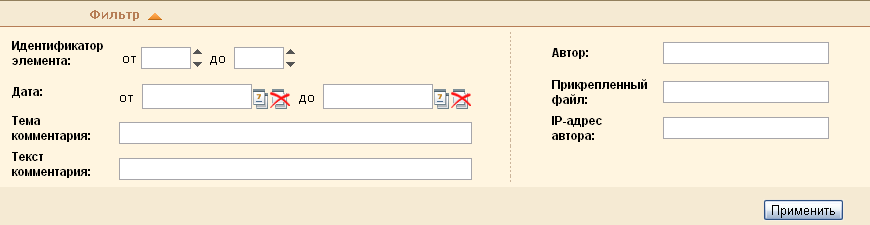 Фильтр
Идентификатор
элемента:
от до
Дата:
от до
Тема
комментария:
Текст
комментария:
Автор:
Прикрепленный
файл:
IP-адрес
автора:
Применить